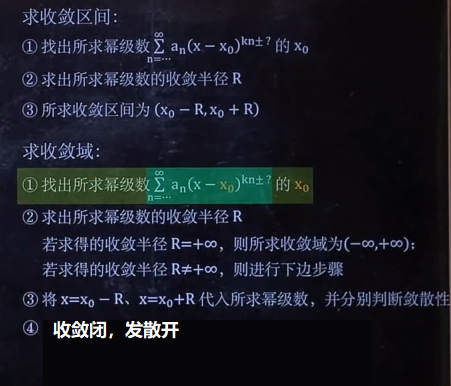 求收敛区间:
① 找出所求幂级数 ∑_{n=⋯}^{∞} aₙ(x－x₀)^{kn±?} 的 x₀
② 求出所求幂级数的收敛半径 R
③ 所求收敛区间为 (x₀－R, x₀＋R)
求收敛域:
① 找出所求幂级数 ∑_{n=⋯}^{∞} aₙ(x－x₀)^{kn±?} 的 x₀
② 求出所求幂级数的收敛半径 R
若求得的收敛半径 R=+∞，则所求收敛域为(−∞,+∞)；
若求得的收敛半径 R≠+∞，则进行下边步骤
③ 将 x=x₀－R、x=x₀+R 代入所求幂级数，并分别判断敛散性
④ 收敛闭，发散开